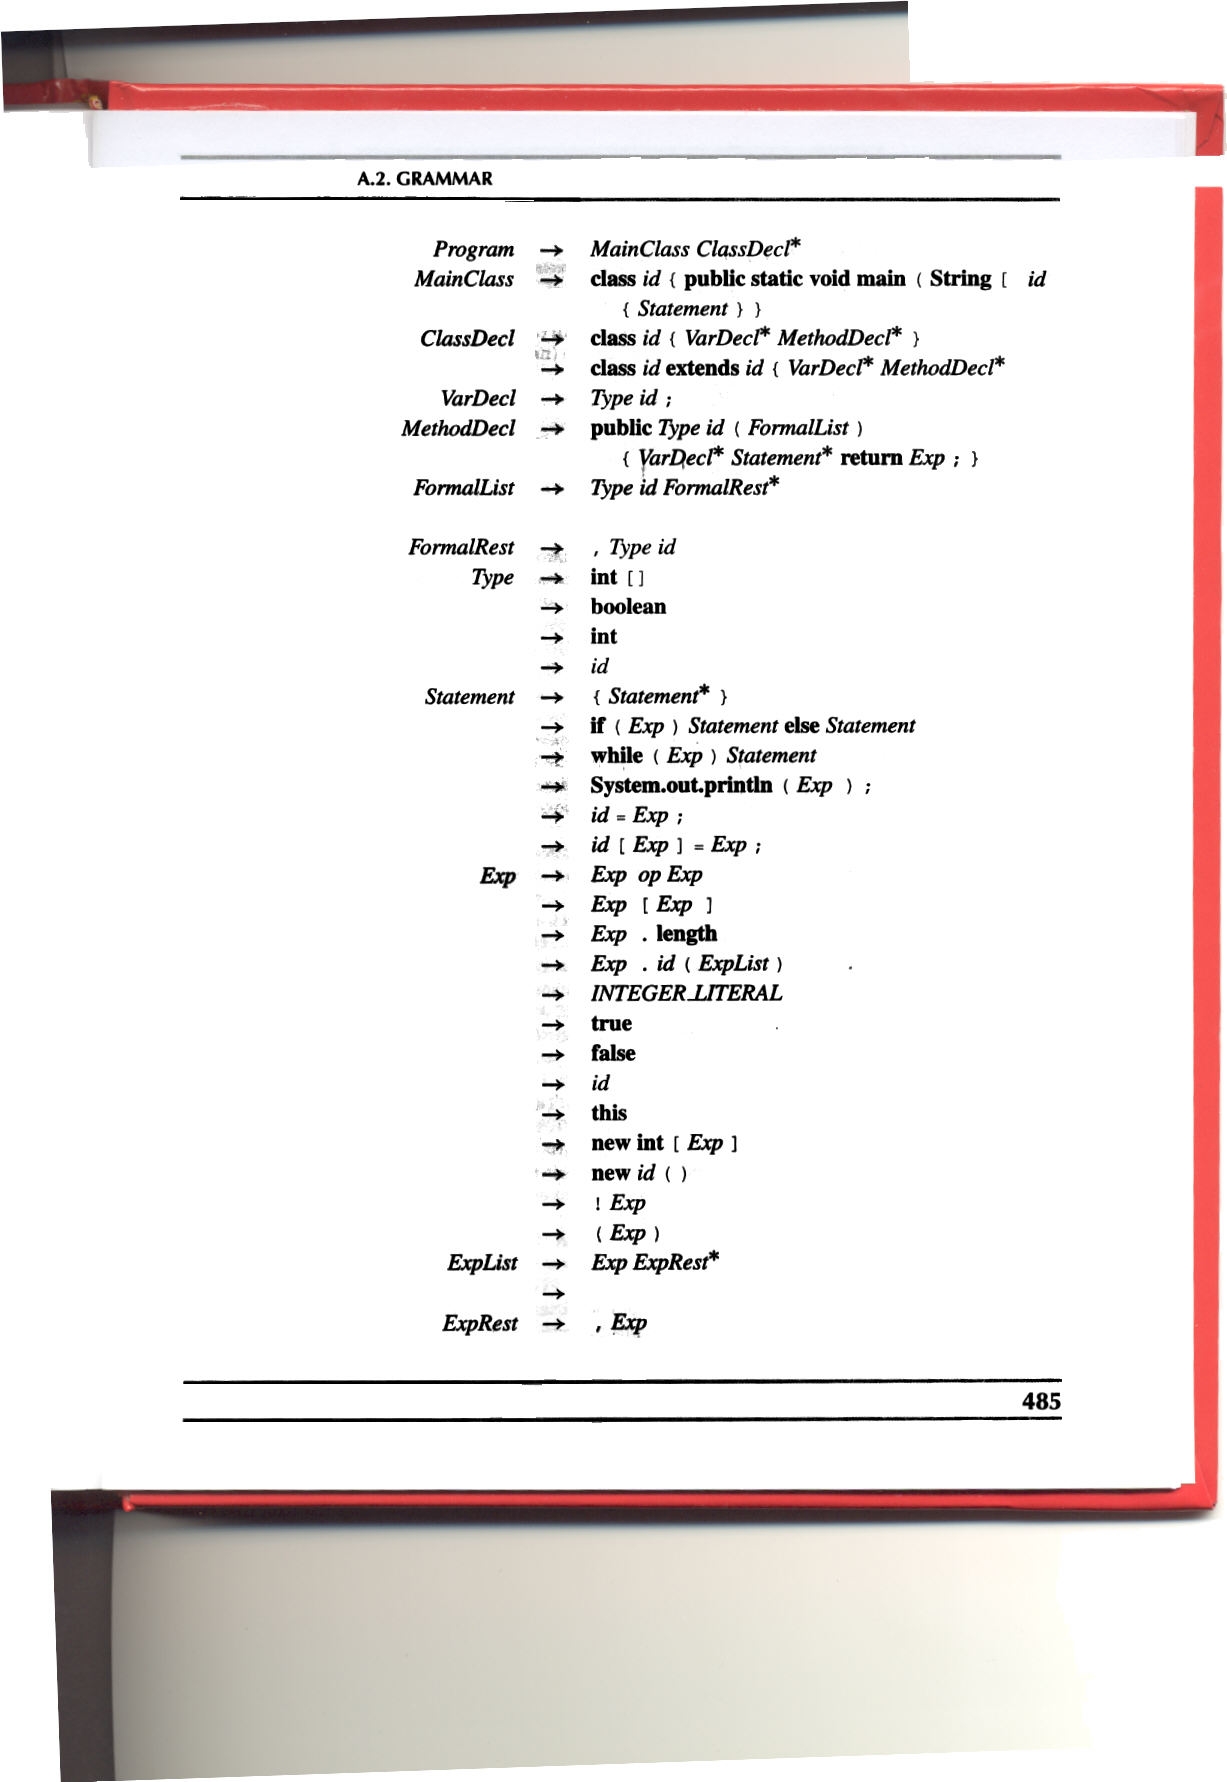 A.2. GRAMMAR
Program → MainClass ClassDecl*
MainClass → class id { public static void main ( String [ id
{ Statement } }
ClassDecl → class id { VarDecl* MethodDecl* }
→ class id extends id { VarDecl* MethodDecl*
VarDecl → Type id ;
MethodDecl → public Type id ( FormalList )
{ VarDecl* Statement* return Exp ; }
FormalList → Type id FormalRest*
FormalRest → , Type id
Type → int []
→ boolean
→ int
→ id
Statement → { Statement* }
→ if ( Exp ) Statement else Statement
→ while ( Exp ) Statement
→ System.out.println ( Exp ) ;
→ id = Exp ;
→ id [ Exp ] = Exp ;
Exp → Exp op Exp
→ Exp [ Exp ]
→ Exp . length
→ Exp . id ( ExpList )
→ INTEGER_LITERAL
→ true
→ false
→ id
→ this
→ new int [ Exp ]
→ new id ( )
→ ! Exp
→ ( Exp )
ExpList → Exp ExpRest*
→
ExpRest → , Exp
485